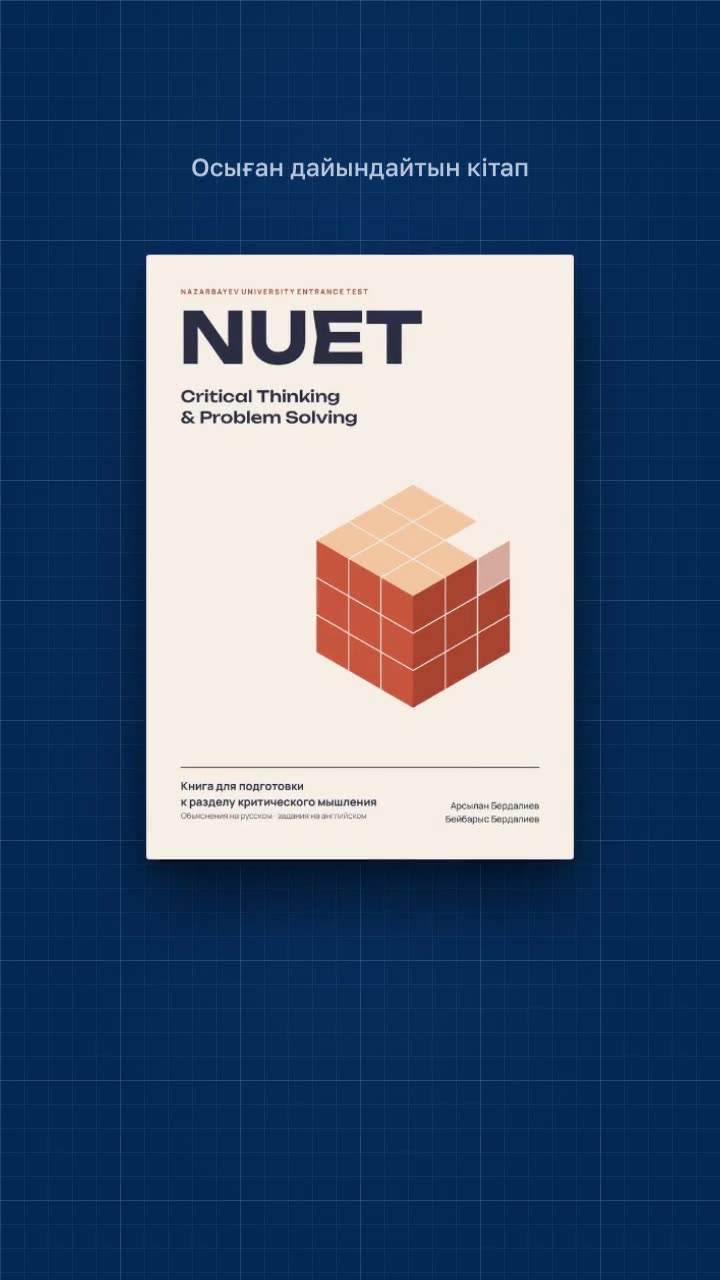 Осыған дайындайтын кітап
NAZARBAYEV UNIVERSITY ENTRANCE TEST
NUET
Critical Thinking
& Problem Solving
Книга для подготовки
к разделу критического мышления
Объяснения на русском · задания на английском
Арсылан Бердалиев
Бейбарыс Бердалиев